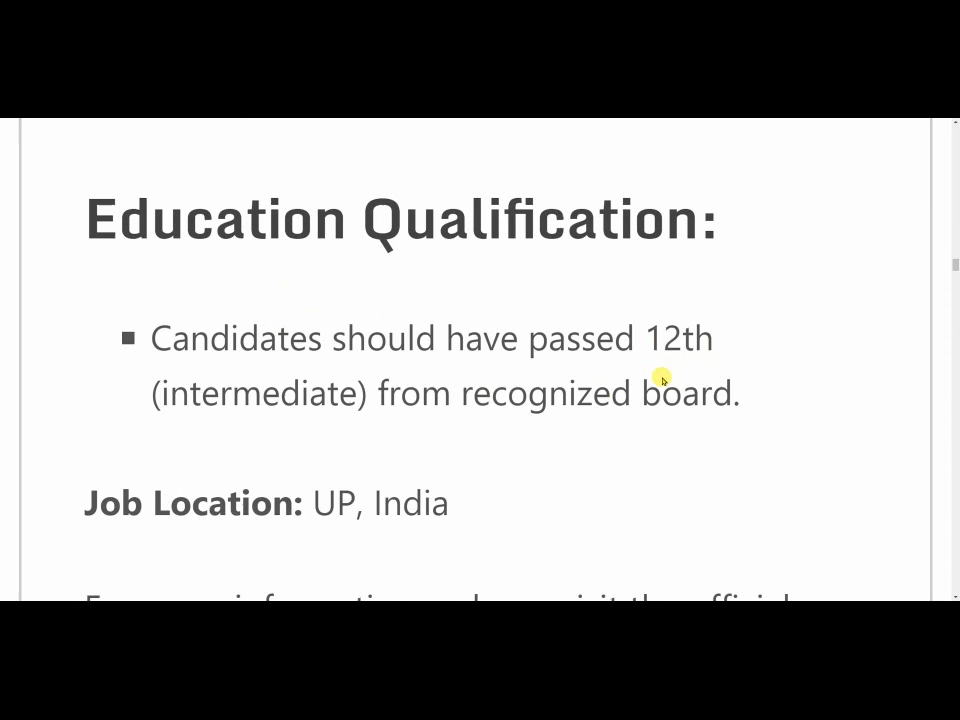 Education Qualification:
▪ Candidates should have passed 12th
(intermediate) from recognized board.
Job Location: UP, India